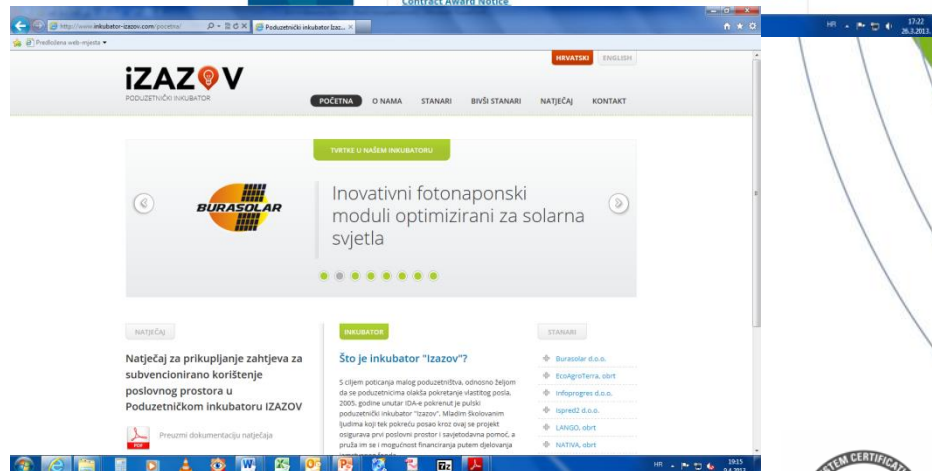 Contract Award Notice
http://www.inkubator-izazov.com/pocetna/
Poduzetnički inkubator Izaz...
Predložena web-mjesta
HR
17:22
26.3.2013.
HRVATSKI
ENGLISH
iZAZOV
PODUZETNIČKI INKUBATOR
POČETNA
O NAMA
STANARI
BIVŠI STANARI
NATJEČAJ
KONTAKT
TVRTKE U NAŠEM INKUBATORU
BURASOLAR
Inovativni fotonaponski
moduli optimizirani za solarna
svjetla
NATJEČAJ
Natječaj za prikupljanje zahtjeva za
subvencionirano korištenje
poslovnog prostora u
Poduzetničkom inkubatoru IZAZOV
PDF
Preuzmi dokumentaciju natječaja
INKUBATOR
Što je inkubator "Izazov"?
S ciljem poticanja malog poduzetništva, odnosno željom
da se poduzetnicima olakša pokretanje vlastitog posla,
2005. godine unutar IDA-e pokrenut je pulski
poduzetnički inkubator "Izazov". Mladim školovanim
ljudima koji tek pokreću posao kroz ovaj se projekt
osigurava prvi poslovni prostor i savjetodavna pomoć, a
pruža im se i mogućnost financiranja putem djelovanja
STANARI
Burasolar d.o.o.
EcoAgroTerra, obrt
Infoprogres d.o.o.
Ispred2 d.o.o.
LANGO, obrt
NATIVA, obrt
HR
19:15
9.4.2013.